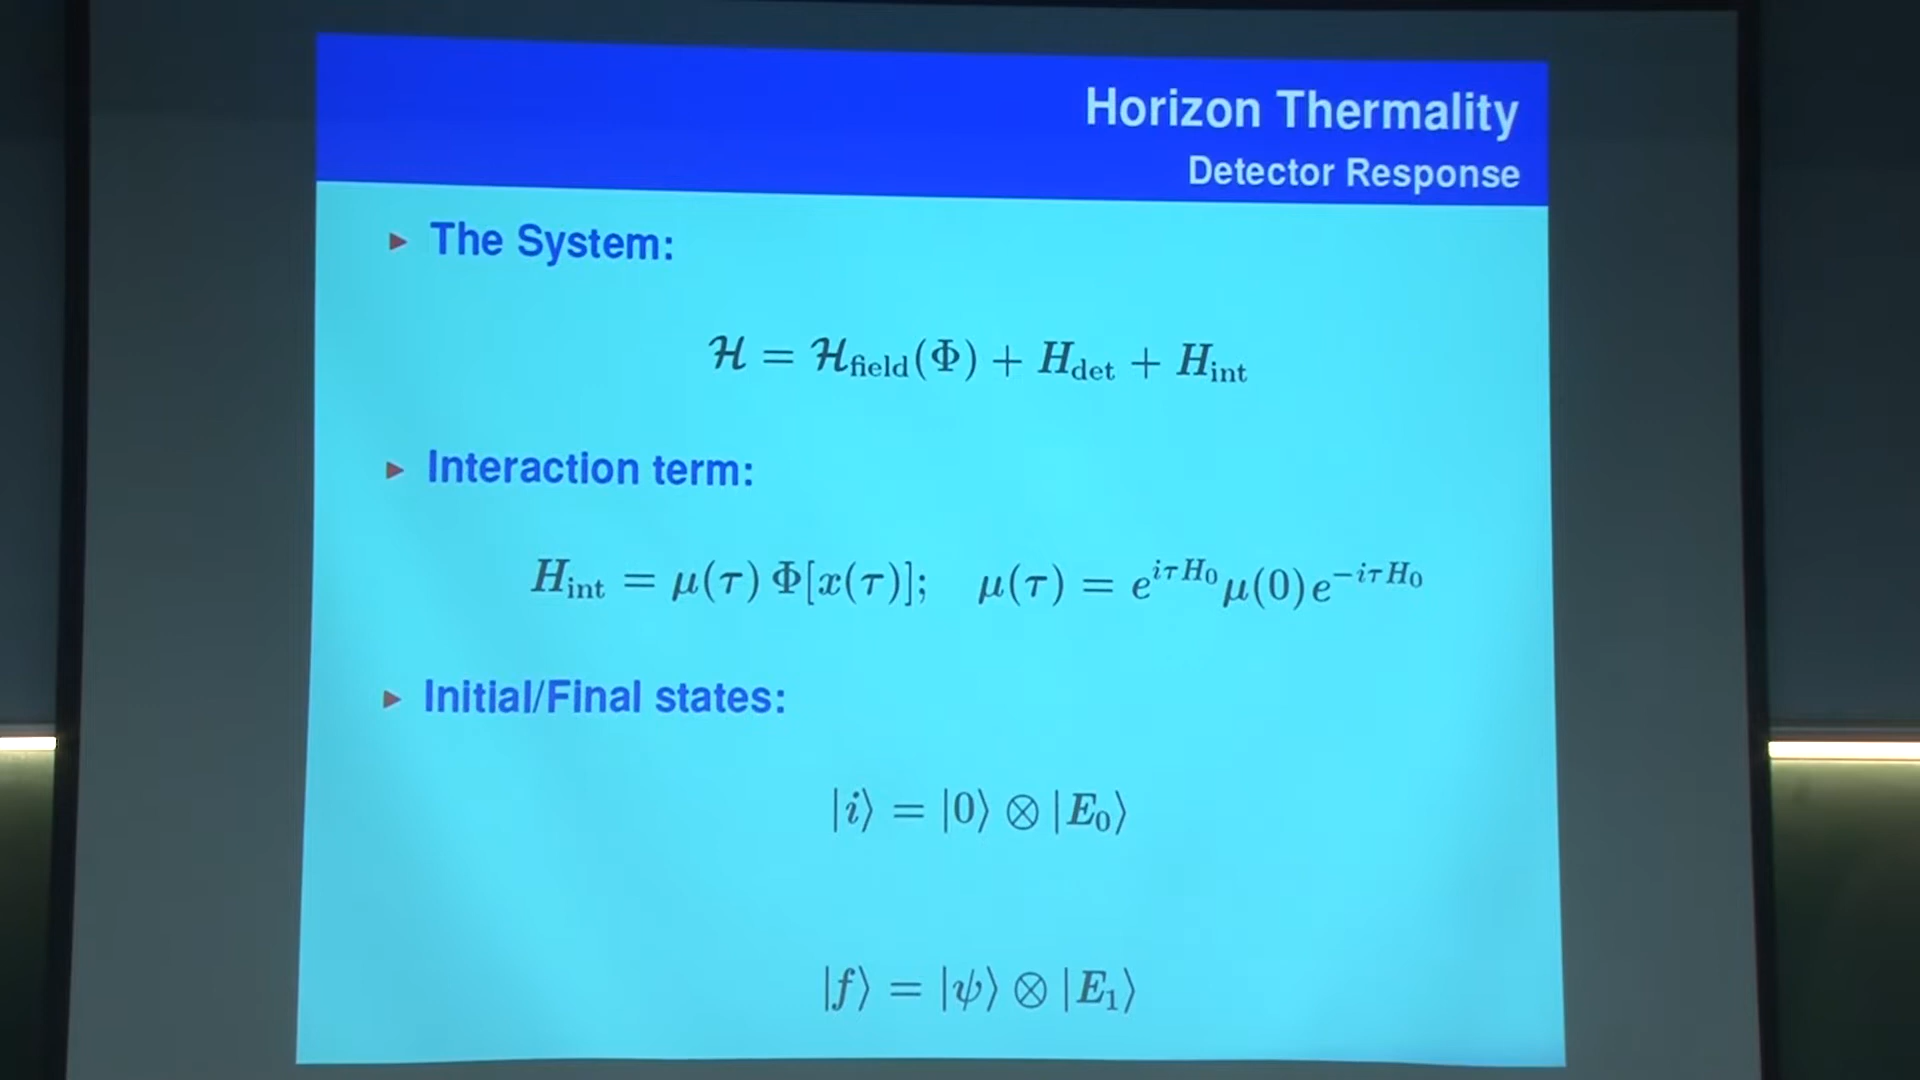 Horizon Thermality
Detector Response
▸ The System:
ℋ = ℋ_field(Φ) + H_det + H_int
▸ Interaction term:
H_int = μ(τ) Φ[x(τ)];   μ(τ) = e^{iτH₀} μ(0)e^{−iτH₀}
▸ Initial/Final states:
|i⟩ = |0⟩ ⊗ |E₀⟩
|f⟩ = |ψ⟩ ⊗ |E₁⟩